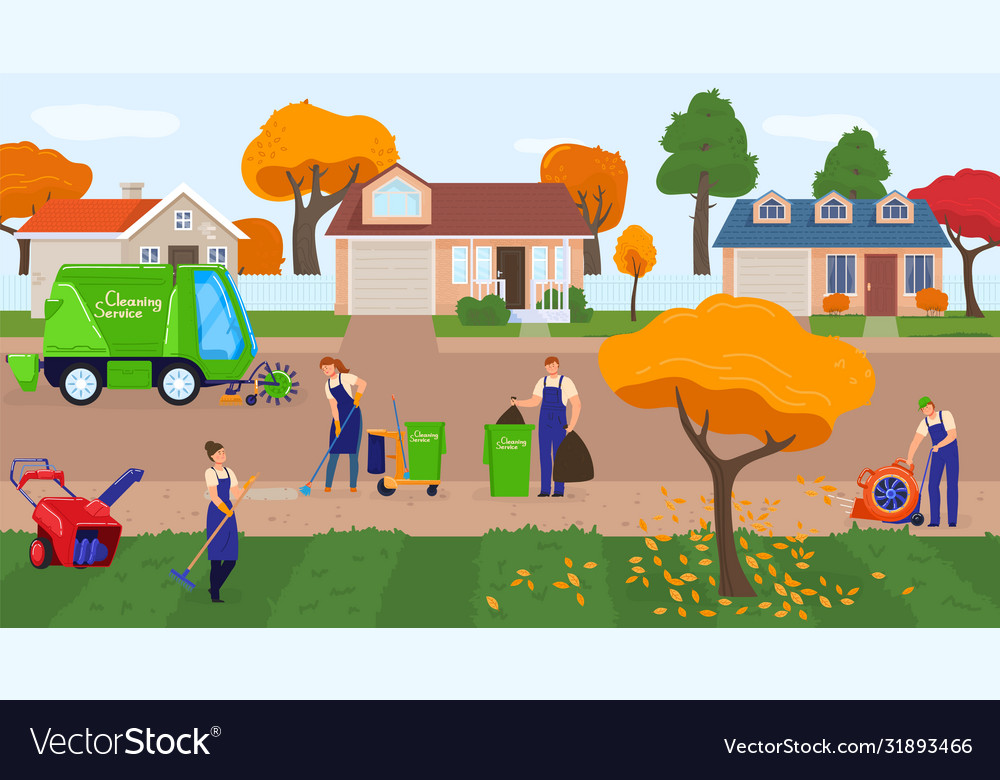 Cleaning
Service
Cleaning
Service
Cleaning
Service
VectorStock®
VectorStock.com/31893466